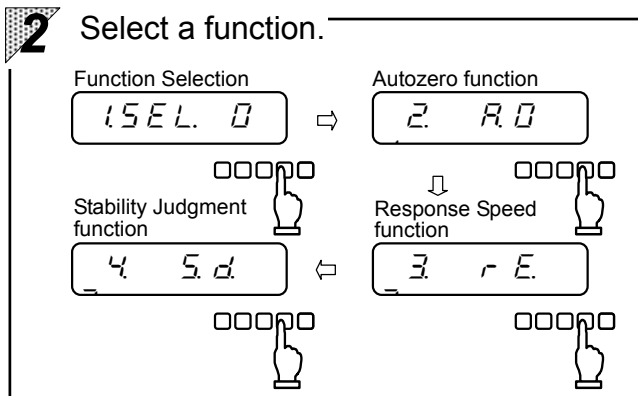 2 Select a function.
Function Selection
1.SEL. 0
Autozero function
2. A.0
Response Speed
function
3. r E.
Stability Judgment
function
4. S.d.